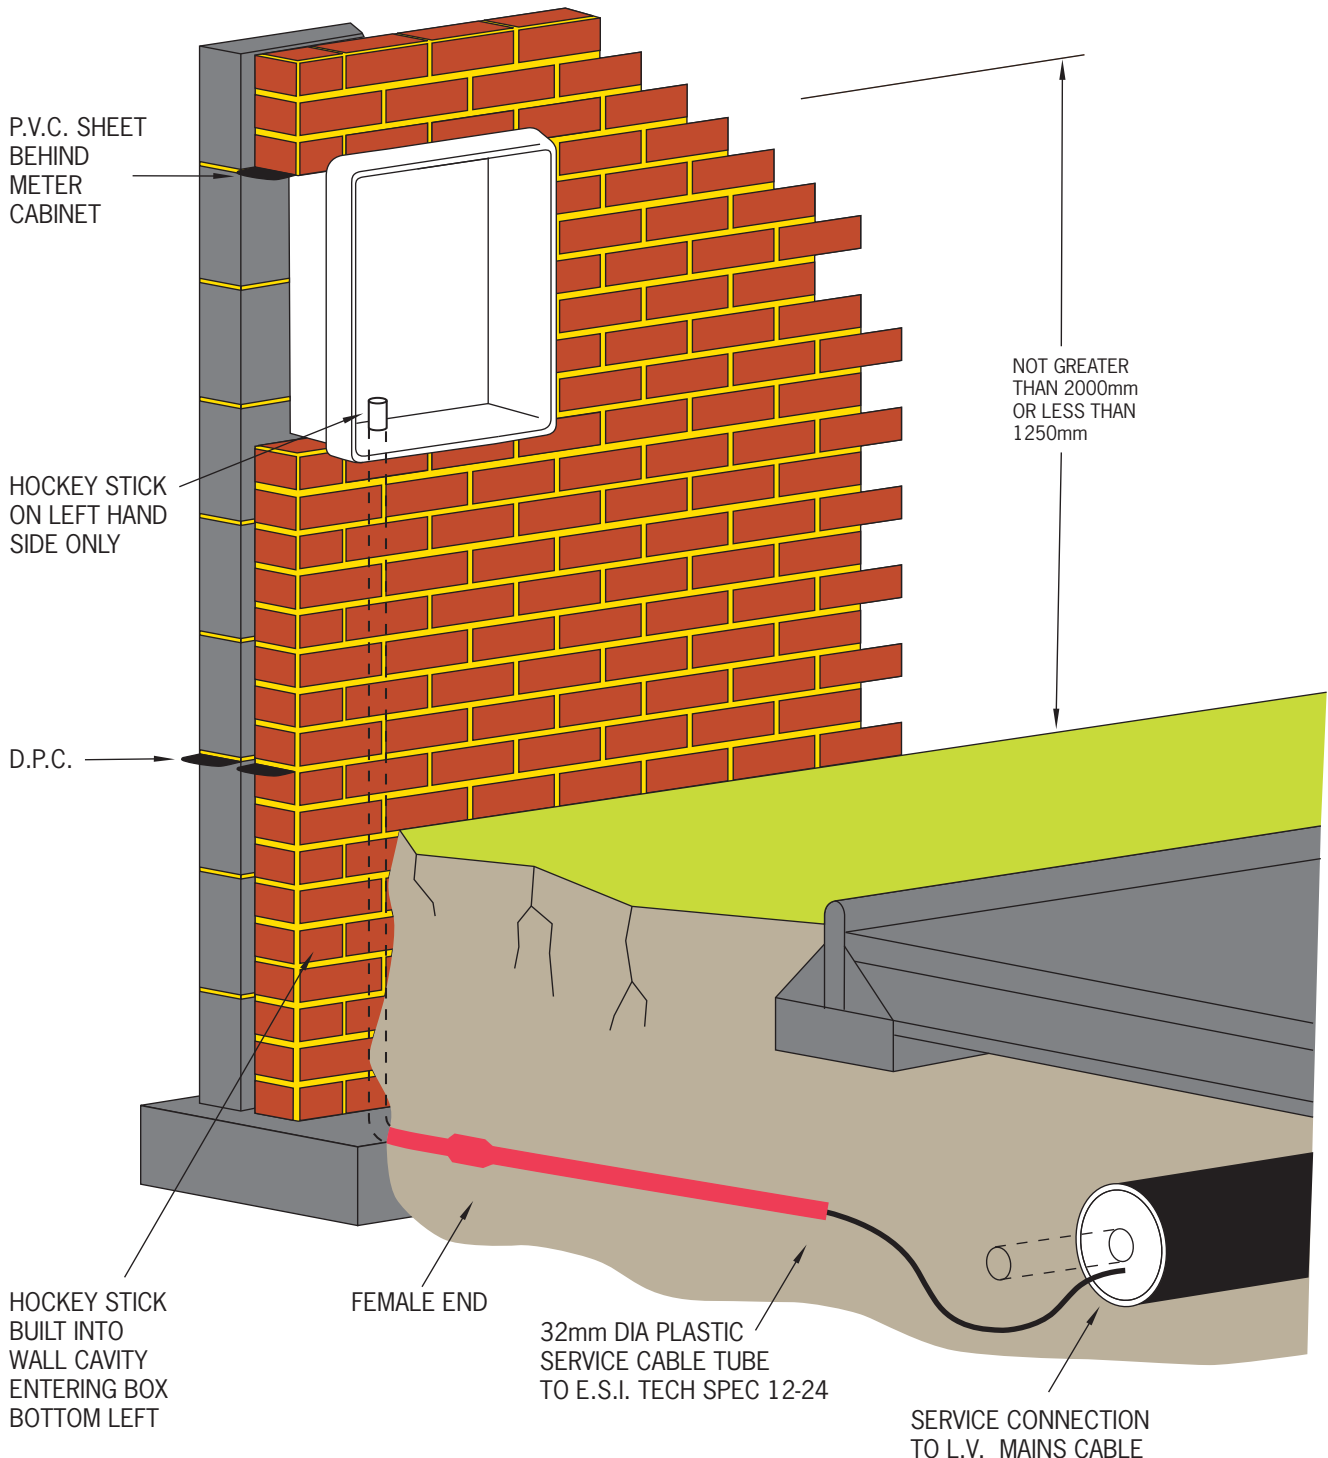 P.V.C. SHEET
BEHIND
METER
CABINET
NOT GREATER
THAN 2000mm
OR LESS THAN
1250mm
HOCKEY STICK
ON LEFT HAND
SIDE ONLY
D.P.C.
HOCKEY STICK
BUILT INTO
WALL CAVITY
ENTERING BOX
BOTTOM LEFT
FEMALE END
32mm DIA PLASTIC
SERVICE CABLE TUBE
TO E.S.I. TECH SPEC 12-24
SERVICE CONNECTION
TO L.V. MAINS CABLE